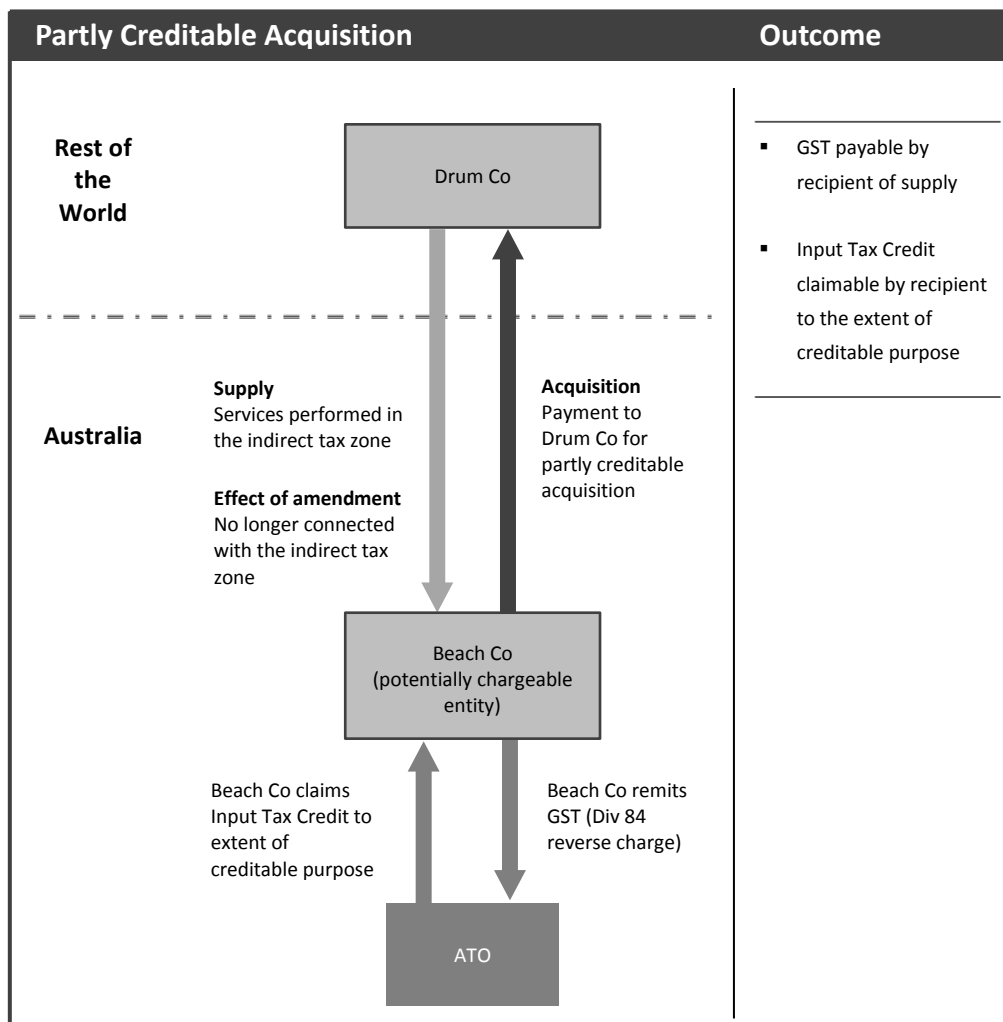 Partly Creditable Acquisition
Outcome
Rest of
the
World
Drum Co
▪ GST payable by
recipient of supply
▪ Input Tax Credit
claimable by recipient
to the extent of
creditable purpose
Australia
Supply
Services performed in
the indirect tax zone
Effect of amendment
No longer connected
with the indirect tax
zone
Acquisition
Payment to
Drum Co for
partly creditable
acquisition
Beach Co
(potentially chargeable
entity)
Beach Co claims
Input Tax Credit to
extent of
creditable purpose
Beach Co remits
GST (Div 84
reverse charge)
ATO